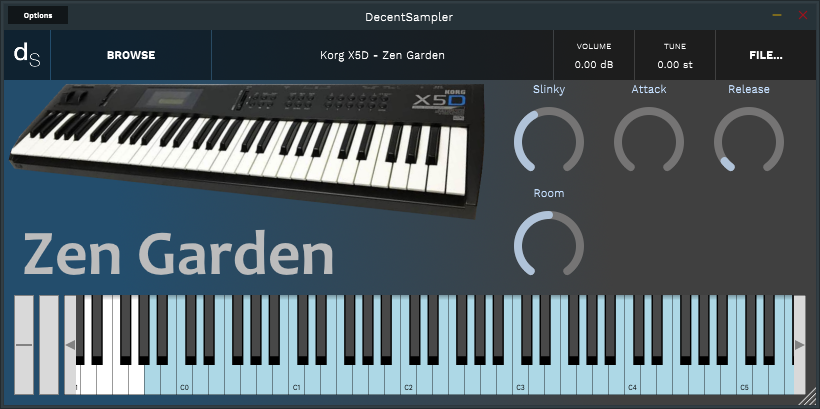 Options
DecentSampler
dS
BROWSE
Korg X5D - Zen Garden
VOLUME
0.00 dB
TUNE
0.00 st
FILE...
Slinky
Attack
Release
KORG
X5D
Room
Zen Garden
C0
C1
C2
C3
C4
C5